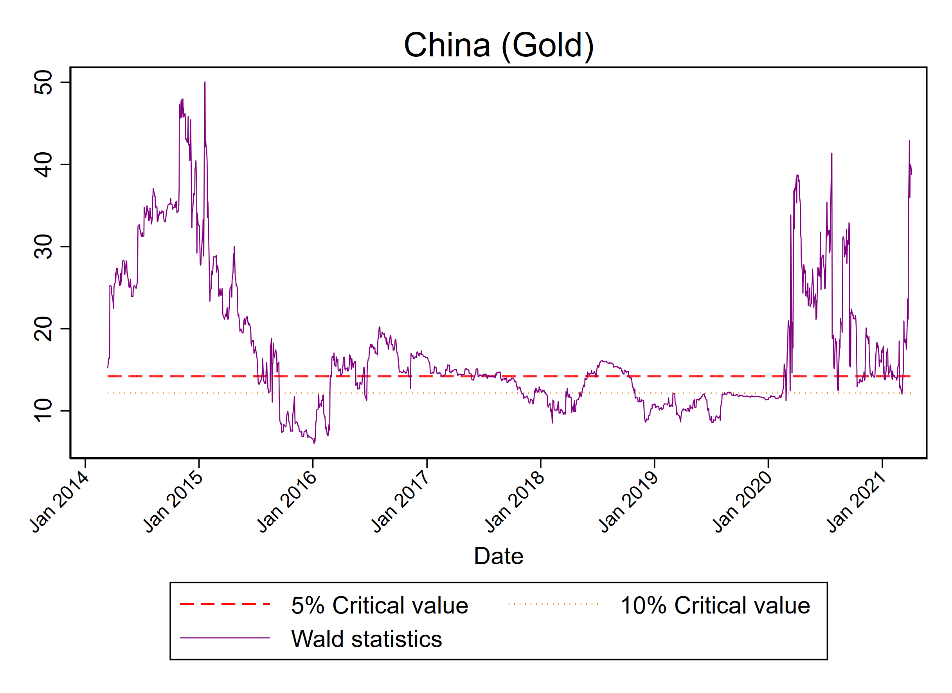 China (Gold)
50
40
30
20
10
Jan 2014
Jan 2015
Jan 2016
Jan 2017
Jan 2018
Jan 2019
Jan 2020
Jan 2021
Date
5% Critical value
10% Critical value
Wald statistics